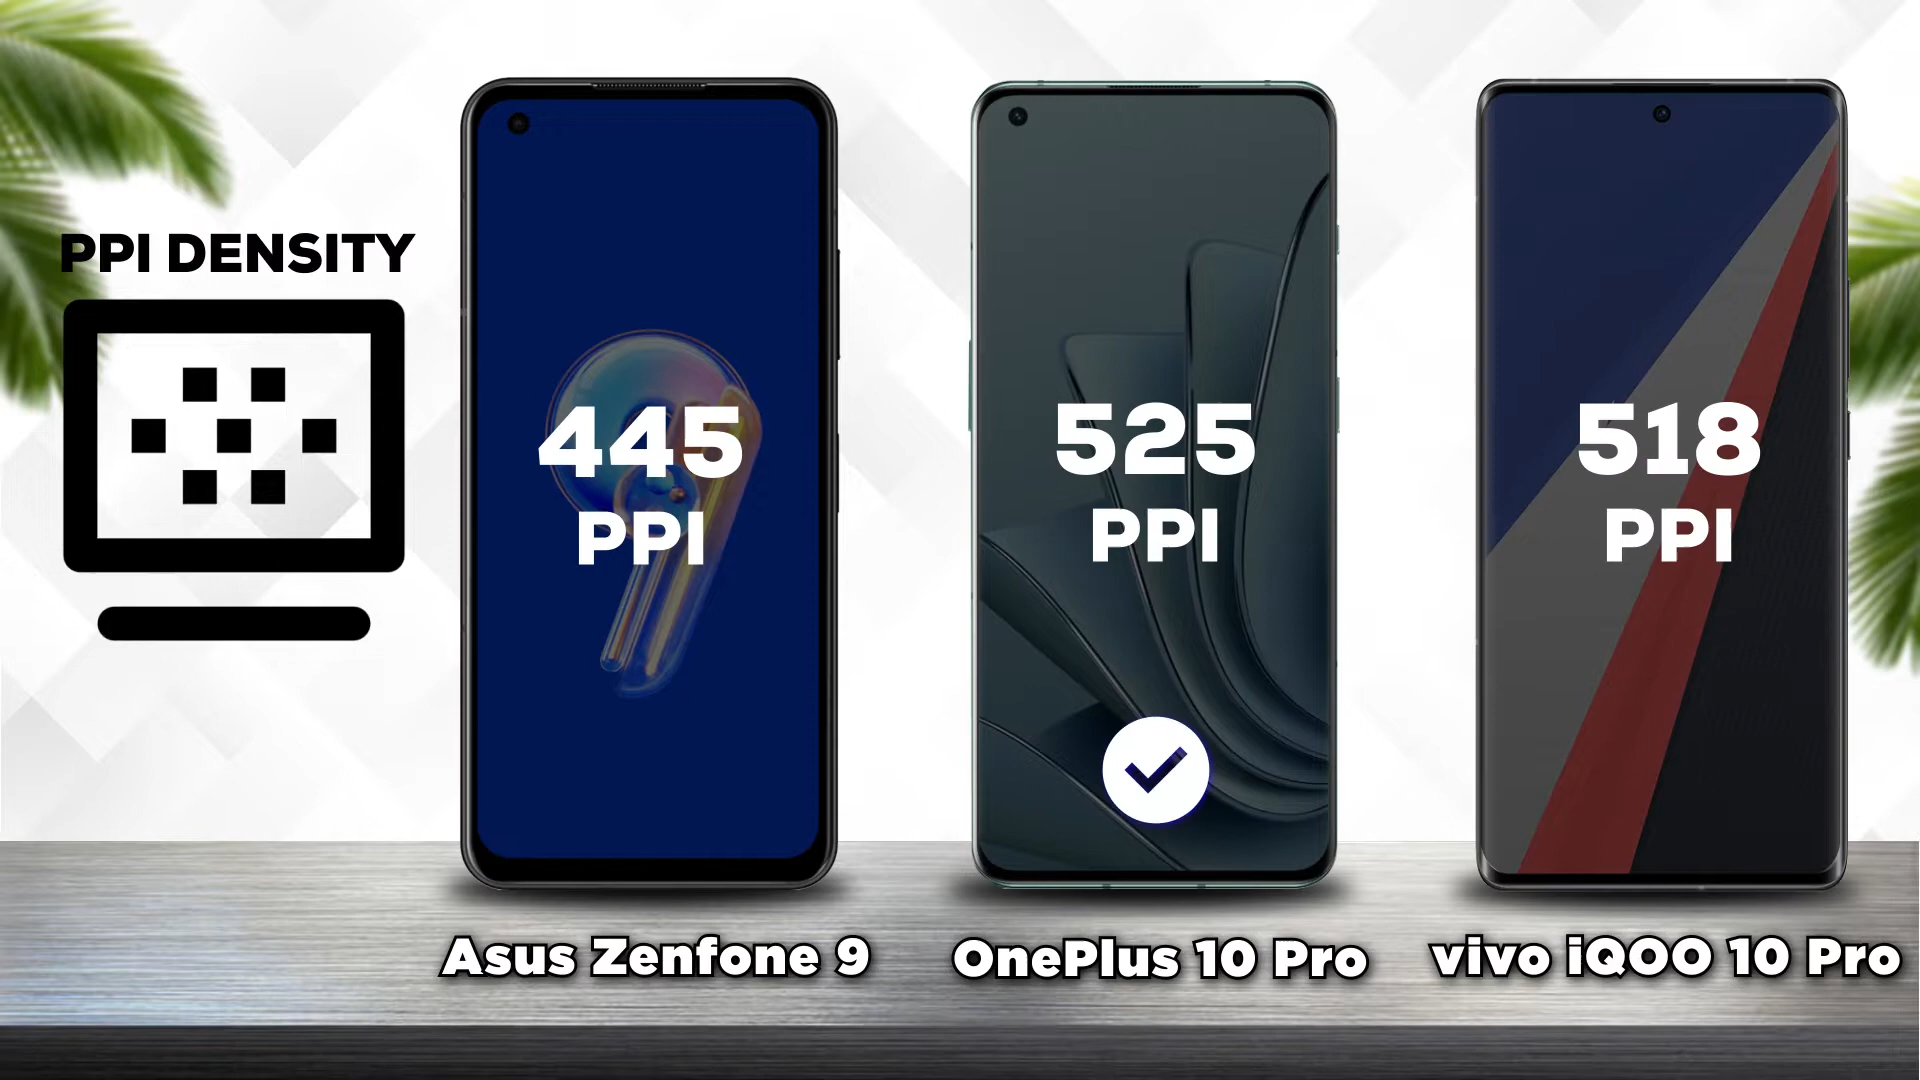 PPI DENSITY
445
PPI
525
PPI
518
PPI
Asus Zenfone 9
OnePlus 10 Pro
vivo iQOO 10 Pro